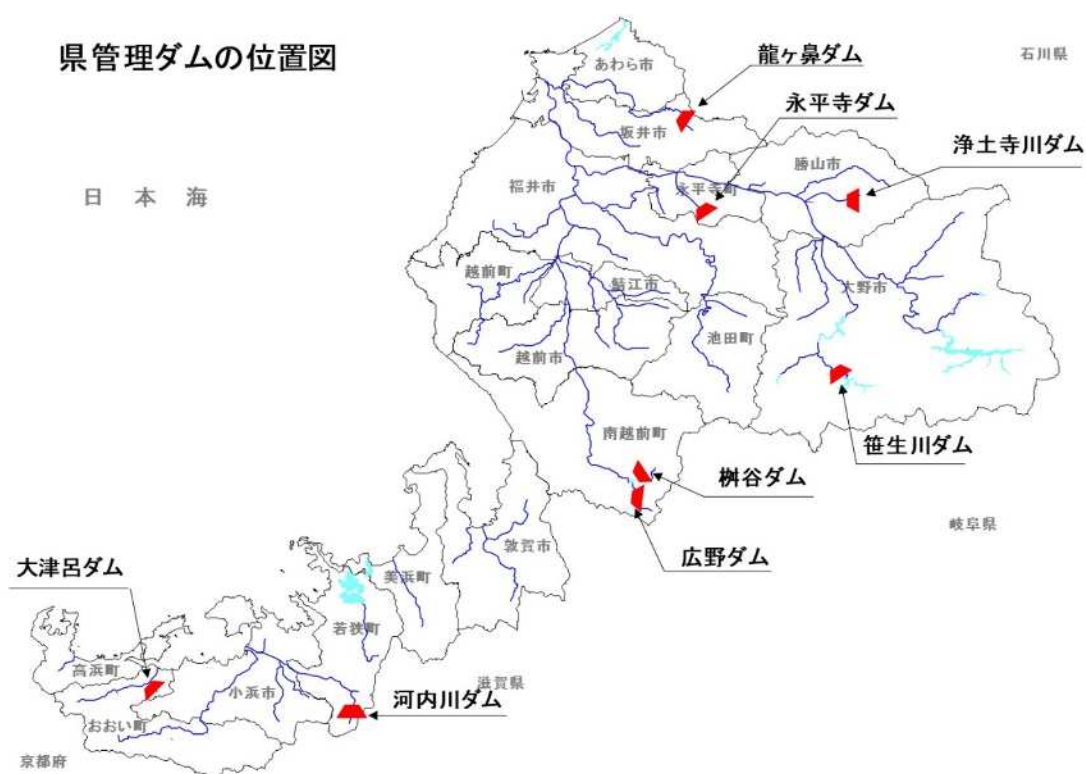 県管理ダムの位置図
石川県
あわら市
龍ヶ鼻ダム
永平寺ダム
坂井市
浄土寺川ダム
勝山市
日本海
福井市
永平寺町
越前町
鯖江市
大野市
池田町
越前市
南越前町
笹生川ダム
桝谷ダム
岐阜県
敦賀市
広野ダム
大津呂ダム
美浜町
若狭町
高浜町
小浜市
滋賀県
河内川ダム
おおい町
京都府